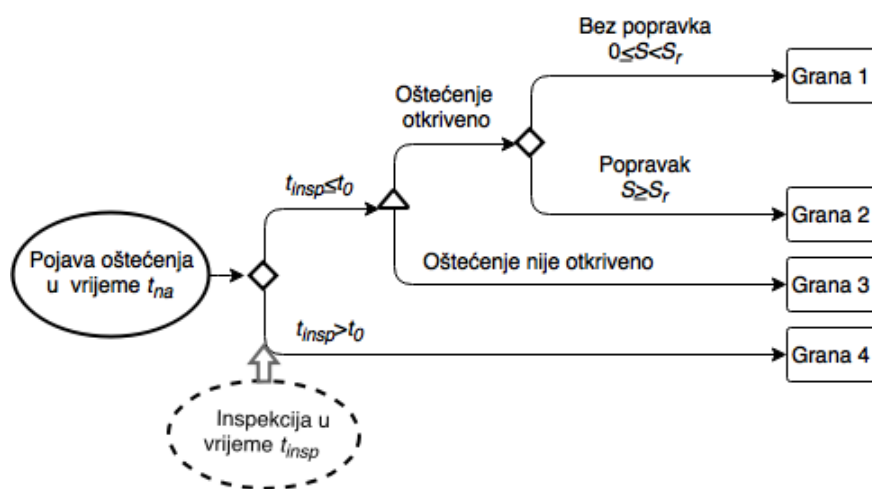 Bez popravka
0≤S<Sr
Grana 1
Oštećenje
otkriveno
Popravak
S≥Sr
Grana 2
tinsp≤t0
Pojava oštećenja
u vrijeme tna
Oštećenje nije otkriveno
Grana 3
tinsp>t0
Grana 4
Inspekcija u
vrijeme tinsp